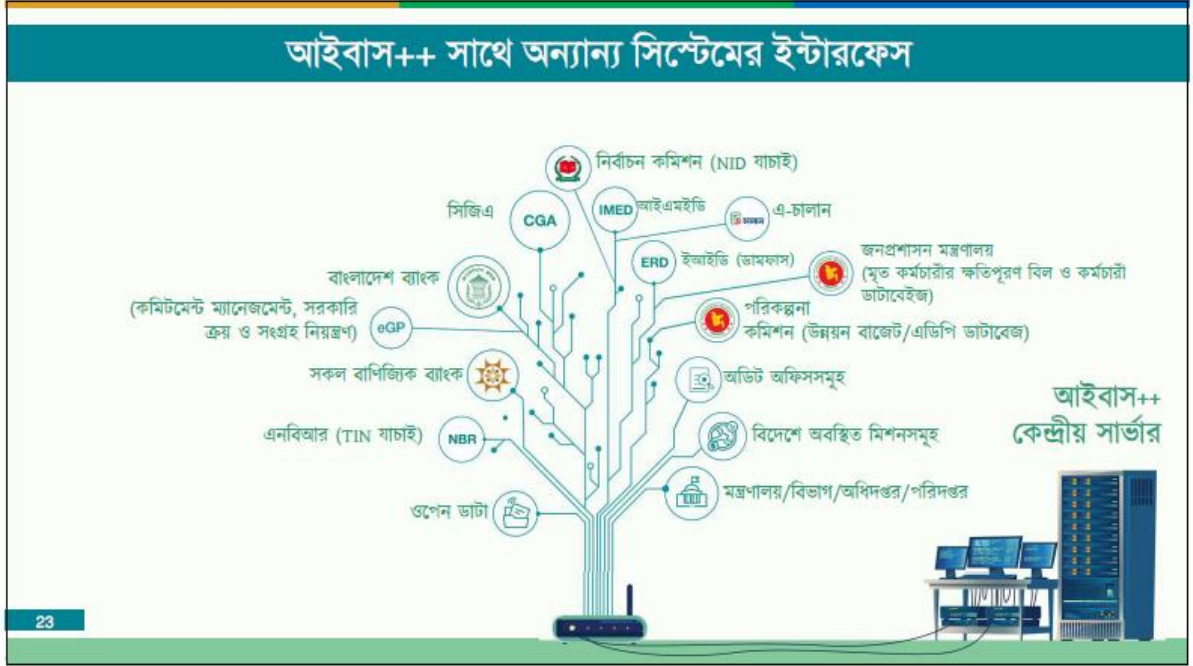 আইবাস++ সাথে অন্যান্য সিস্টেমের ইন্টারফেস
নির্বাচন কমিশন (NID যাচাই)
সিজিএ
CGA
IMED
আইএমইডি
চালান
এ-চালান
ERD
ইআইডি (ডামফাস)
জনপ্রশাসন মন্ত্রণালয়
(মৃত কর্মচারীর ক্ষতিপুরণ বিল ও কর্মচারী
ডাটাবেইজ)
বাংলাদেশ ব্যাংক
(কমিটমেন্ট ম্যানেজমেন্ট, সরকারি
ক্রয় ও সংগ্রহ নিয়ন্ত্রণ)
eGP
পরিকল্পনা
কমিশন (উন্নয়ন বাজেট/এডিপি ডাটাবেজ)
সকল বাণিজ্যিক ব্যাংক
অডিট অফিসসমূহ
এনবিআর (TIN যাচাই)
NBR
বিদেশে অবস্থিত মিশনসমূহ
আইবাস++
কেন্দ্রীয় সার্ভার
ওপেন ডাটা
মন্ত্রণালয়/বিভাগ/অধিদপ্তর/পরিদপ্তর
23